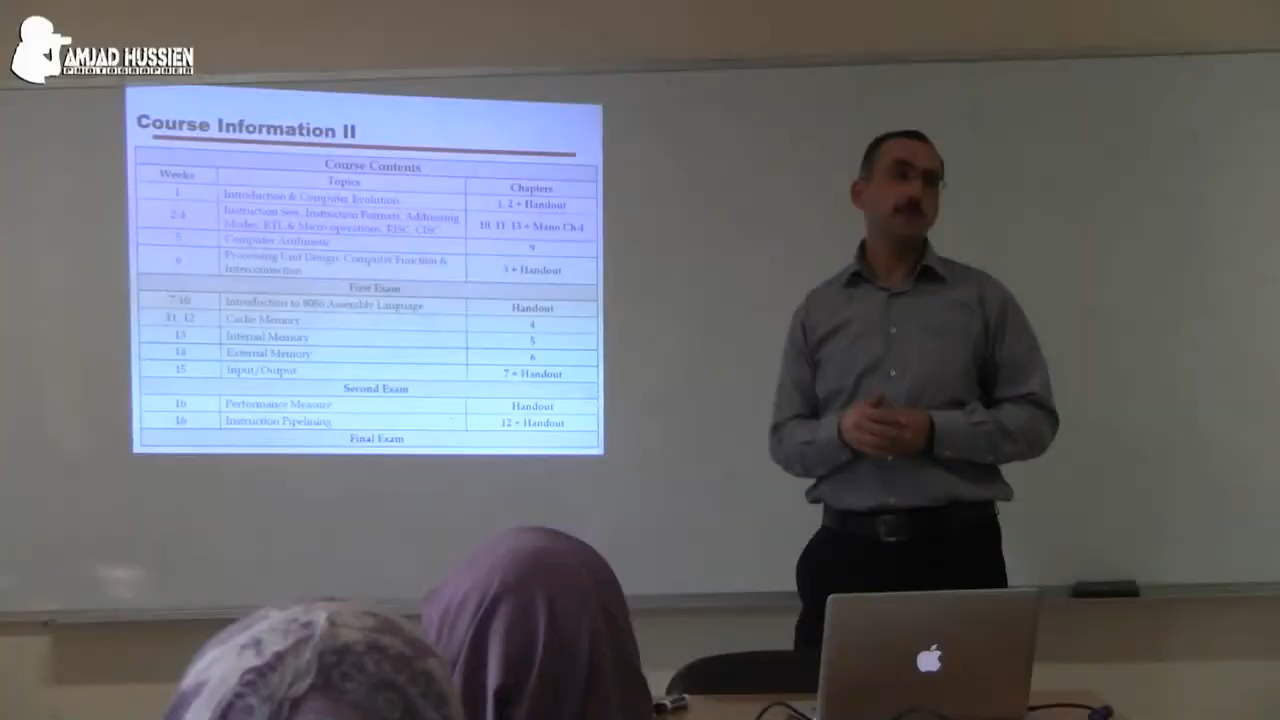 AMJAD HUSSIEN
PHOTOGRAPHER
Course Information II
Course Contents
Weeks Topics Chapters
1 Introduction & Computer Evolution 1, 2 + Handout
2-4 Instruction Sets, Instruction Formats, Addressing Modes, RTL & Micro-operations, RISC, CISC 10, 11, 13 + Mano Ch.4
5 Computer Arithmetic 9
6 Processing Unit Design, Computer Function & Interconnection 3 + Handout
First Exam
7-10 Introduction to 8086 Assembly Language Handout
11, 12 Cache Memory 4
13 Internal Memory 5
14 External Memory 6
15 Input/Output 7 + Handout
Second Exam
16 Performance Measure Handout
16 Instruction Pipelining 12 + Handout
Final Exam